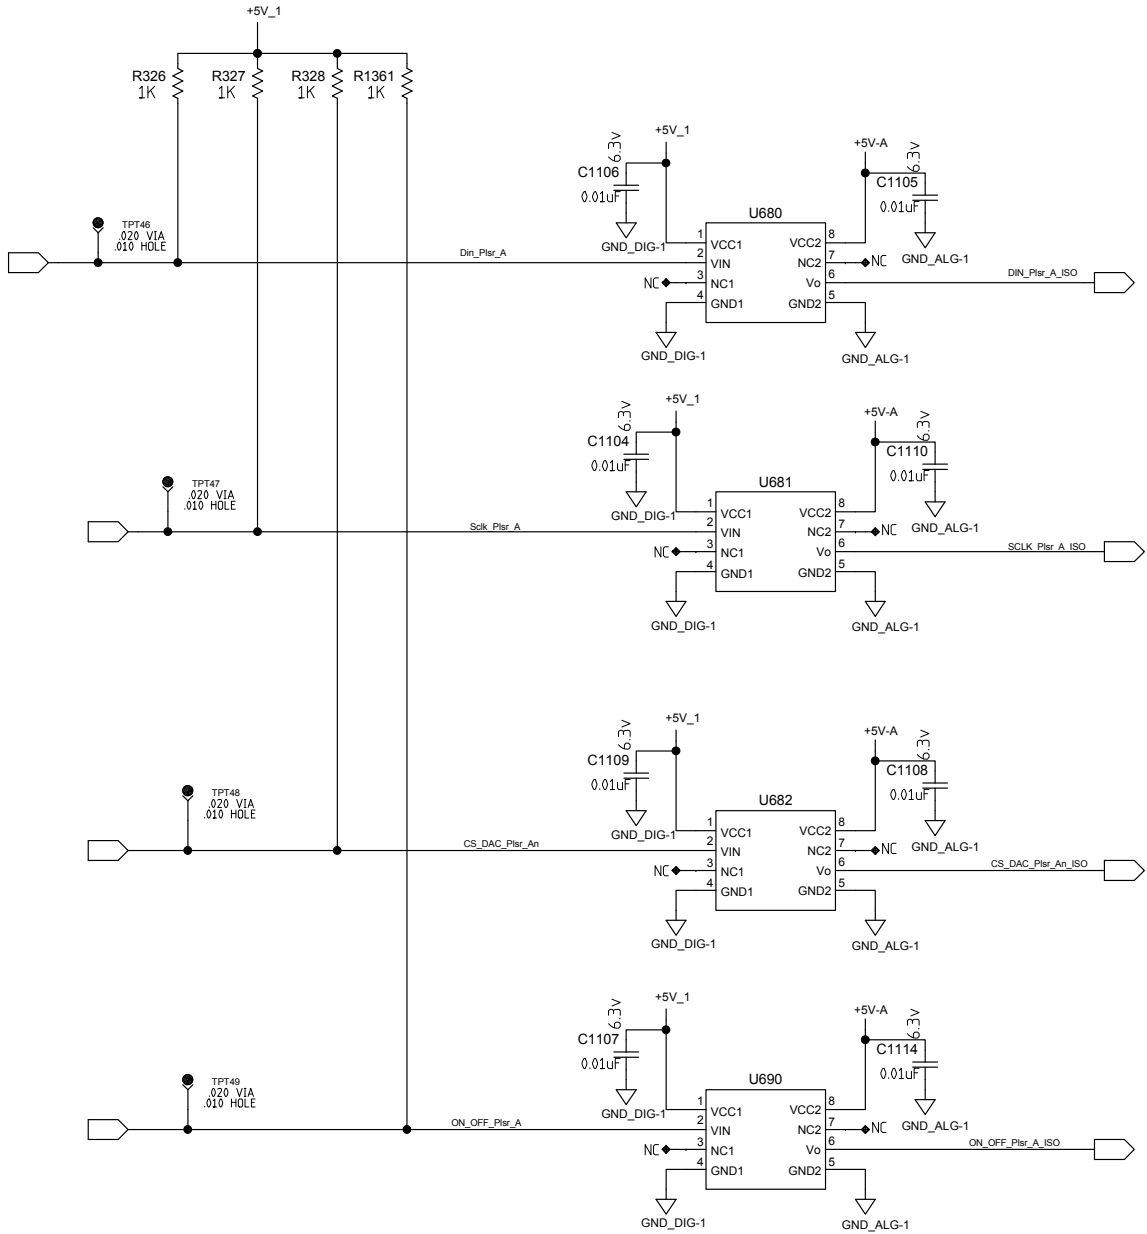 +5V_1
R326 R327 R328 R1361
1K 1K 1K 1K
+5V_1
6.3v
C1106
0.01uF
GND_DIG-1
+5V-A
6.3v
C1105
0.01uF
GND_ALG-1
TPT46
.020 VIA
.010 HOLE
Din_Plsr_A
U680
1 VCC1 VCC2 8
2 VIN NC2 7 NC
NC 3 NC1 Vo 6
4 GND1 GND2 5
DIN_Plsr_A_ISO
GND_DIG-1
GND_ALG-1
+5V_1
6.3v
C1104
0.01uF
GND_DIG-1
+5V-A
6.3v
C1110
0.01uF
GND_ALG-1
TPT47
.020 VIA
.010 HOLE
Sclk_Plsr_A
U681
1 VCC1 VCC2 8
2 VIN NC2 7 NC
NC 3 NC1 Vo 6
4 GND1 GND2 5
SCLK_Plsr_A_ISO
GND_DIG-1
GND_ALG-1
+5V_1
6.3v
C1109
0.01uF
GND_DIG-1
+5V-A
6.3v
C1108
0.01uF
GND_ALG-1
TPT48
.020 VIA
.010 HOLE
CS_DAC_Plsr_An
U682
1 VCC1 VCC2 8
2 VIN NC2 7 NC
NC 3 NC1 Vo 6
4 GND1 GND2 5
CS_DAC_Plsr_An_ISO
GND_DIG-1
GND_ALG-1
+5V_1
6.3v
C1107
0.01uF
GND_DIG-1
+5V-A
6.3v
C1114
0.01uF
GND_ALG-1
TPT49
.020 VIA
.010 HOLE
ON_OFF_Plsr_A
U690
1 VCC1 VCC2 8
2 VIN NC2 7 NC
NC 3 NC1 Vo 6
4 GND1 GND2 5
ON_OFF_Plsr_A_ISO
GND_DIG-1
GND_ALG-1